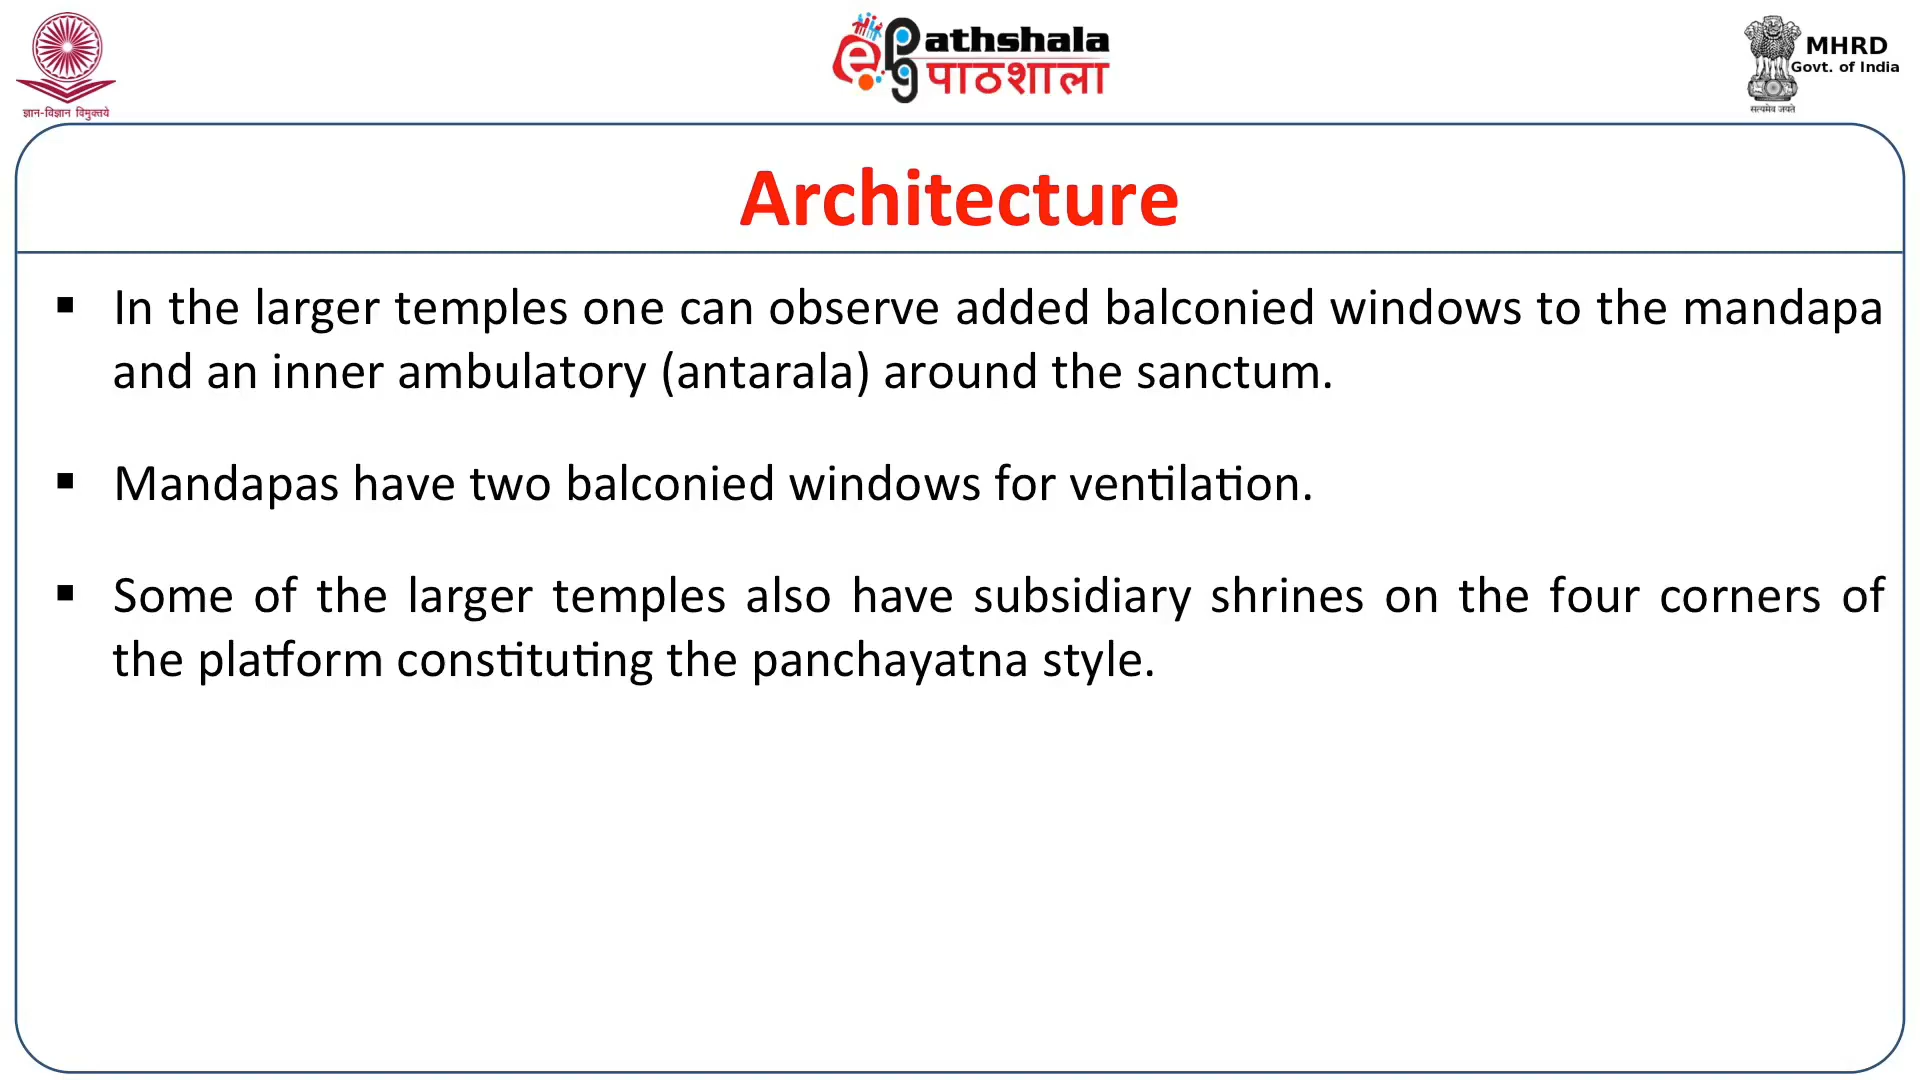 ज्ञान-विज्ञान विमुक्तये
ePG Pathshala
पाठशाला
MHRD
Govt. of India
सत्यमेव जयते
Architecture
▪ In the larger temples one can observe added balconied windows to the mandapa
and an inner ambulatory (antarala) around the sanctum.
▪ Mandapas have two balconied windows for ventilation.
▪ Some of the larger temples also have subsidiary shrines on the four corners of
the platform constituting the panchayatna style.